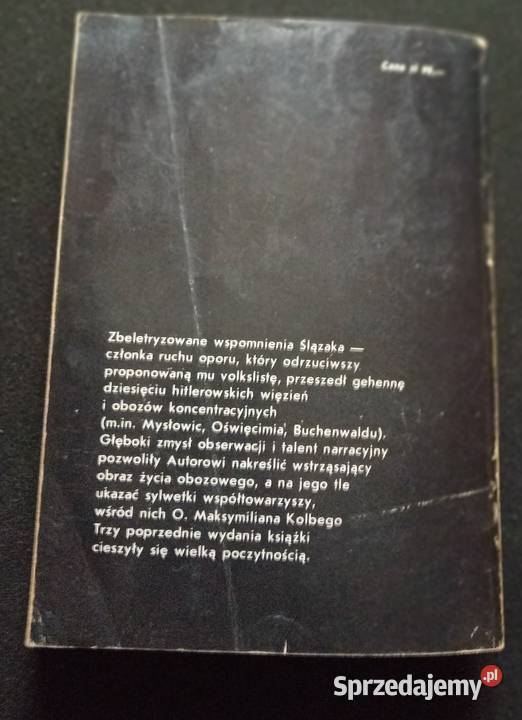 Cena zł
Zbeletryzowane wspomnienia Ślązaka —
członka ruchu oporu, który odrzuciwszy
proponowaną mu volkslistę, przeszedł gehennę
dziesięciu hitlerowskich więzień
i obozów koncentracyjnych
(m.in. Mysłowic, Oświęcimia, Buchenwaldu).
Głęboki zmysł obserwacji i talent narracyjny
pozwoliły Autorowi nakreślić wstrząsający
obraz życia obozowego, a na jego tle
ukazać sylwetki współtowarzyszy,
wśród nich O. Maksymiliana Kolbego
Trzy poprzednie wydania książki
cieszyły się wielką poczytnością.
Sprzedajemy.pl